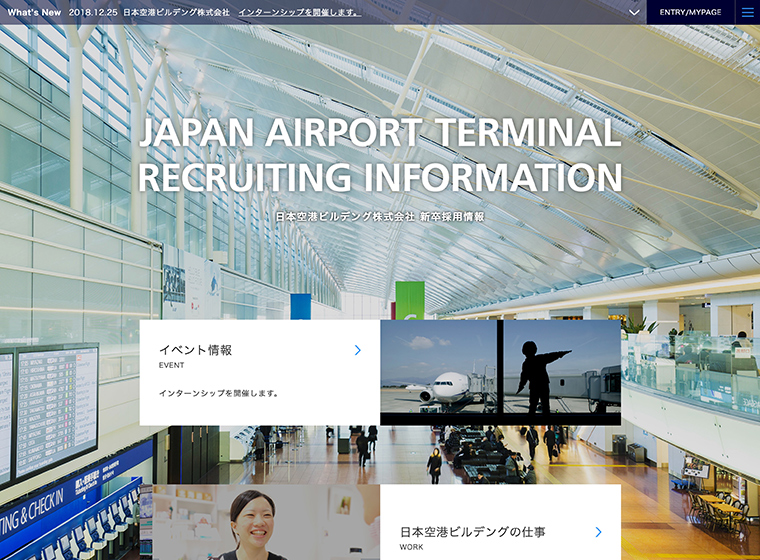 What's New 2018.12.25 日本空港ビルデング株式会社 インターンシップを開催します。
ENTRY/MYPAGE
JAPAN AIRPORT TERMINAL
RECRUITING INFORMATION
日本空港ビルデング株式会社 新卒採用情報
イベント情報
EVENT
インターンシップを開催します。
日本空港ビルデングの仕事
WORK
TING & CHECK IN